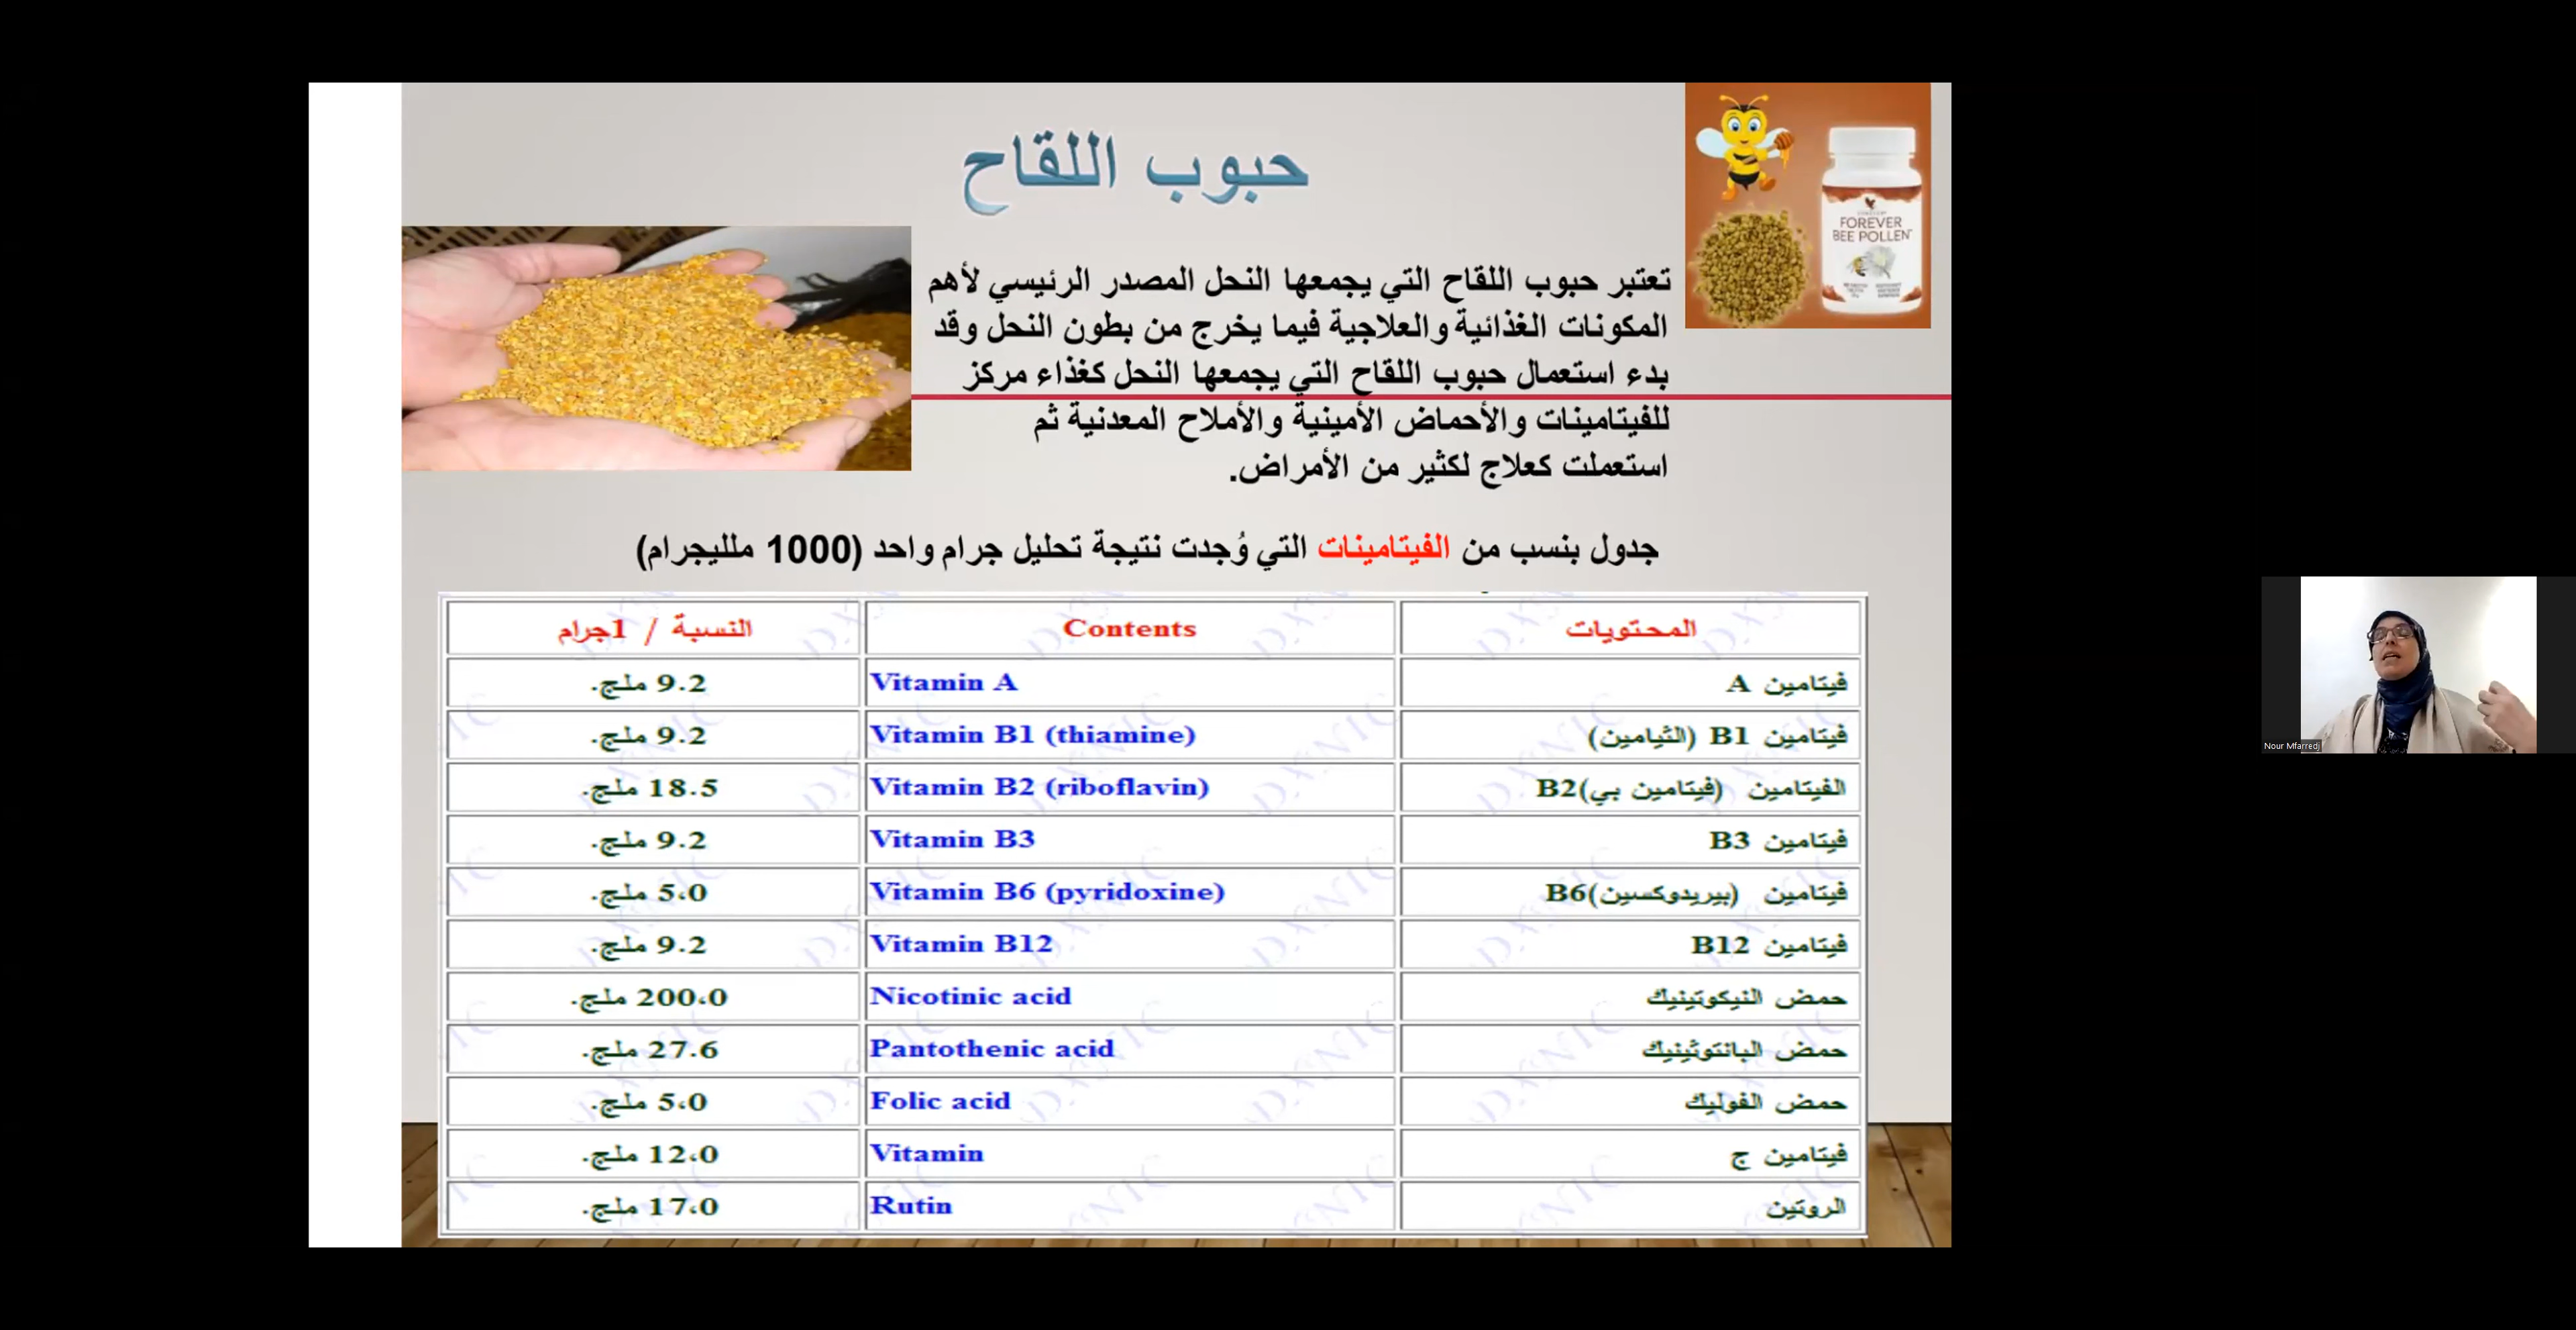 حبوب اللقاح
FOREVER
BEE POLLEN
تعتبر حبوب اللقاح التي يجمعها النحل المصدر الرئيسي لأهم
المكونات الغذائية والعلاجية فيما يخرج من بطون النحل وقد
بدء استعمال حبوب اللقاح التي يجمعها النحل كغذاء مركز
للفيتامينات والأحماض الأمينية والأملاح المعدنية ثم
استعملت كعلاج لكثير من الأمراض.
جدول بنسب من الفيتامينات التي وُجدت نتيجة تحليل جرام واحد (1000 ملليجرام)
المحتويات Contents النسبة / 1جرام
فيتامين A Vitamin A 9.2 ملج.
فيتامين B1 (الثيامين) Vitamin B1 (thiamine) 9.2 ملج.
الفيتامين (فيتامين بي)B2 Vitamin B2 (riboflavin) 18.5 ملج.
فيتامين B3 Vitamin B3 9.2 ملج.
فيتامين (بيريدوكسين)B6 Vitamin B6 (pyridoxine) 5،0 ملج.
فيتامين B12 Vitamin B12 9.2 ملج.
حمض النيكوتينيك Nicotinic acid 200،0 ملج.
حمض البانتوثينيك Pantothenic acid 27.6 ملج.
حمض الفوليك Folic acid 5،0 ملج.
فيتامين ج Vitamin 12،0 ملج.
الروتين Rutin 17،0 ملج.
Nour Mfarredj